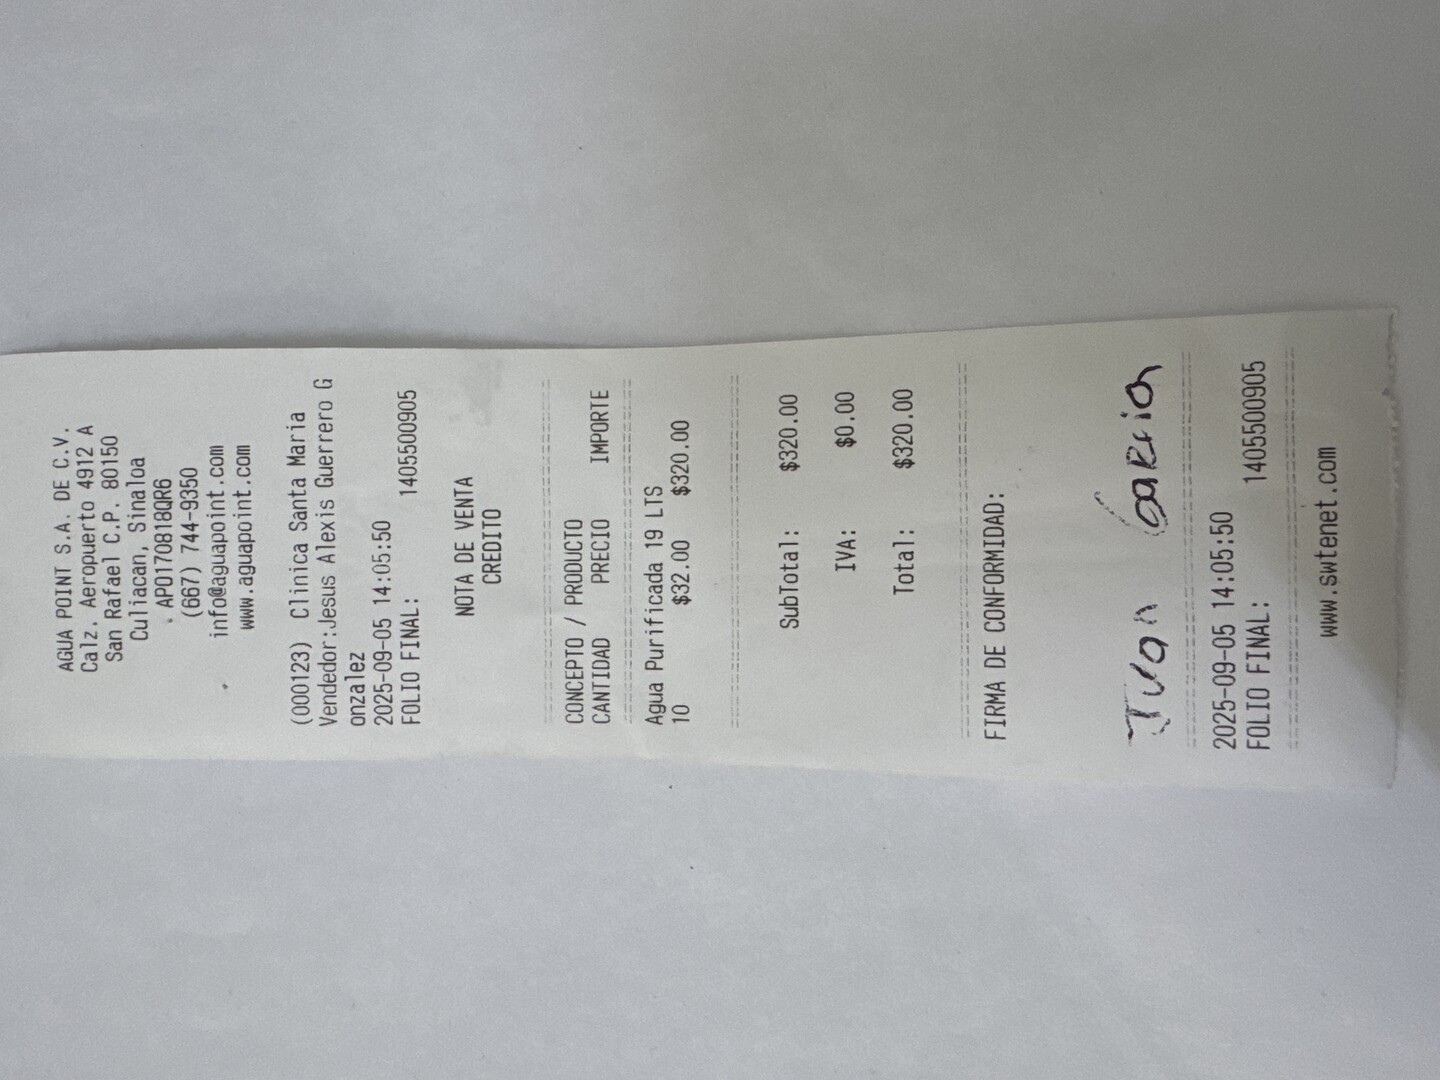 AGUA POINT S.A. DE C.V.
Calz. Aeropuerto 4912 A
San Rafael C.P. 80150
Culiacan, Sinaloa
APO170818QR6
(667) 744-9350
info@aguapoint.com
www.aguapoint.com
(000123) Clinica Santa Maria
Vendedor:Jesus Alexis Guerrero G
onzalez
2025-09-05 14:05:50
FOLIO FINAL: 1405500905
NOTA DE VENTA
CREDITO
CONCEPTO / PRODUCTO
CANTIDAD PRECIO IMPORTE
Agua Purificada 19 LTS
10 $32.00 $320.00
SubTotal: $320.00
IVA: $0.00
Total: $320.00
FIRMA DE CONFORMIDAD:
Ivan Garcia
2025-09-05 14:05:50
FOLIO FINAL: 1405500905
www.swtenet.com